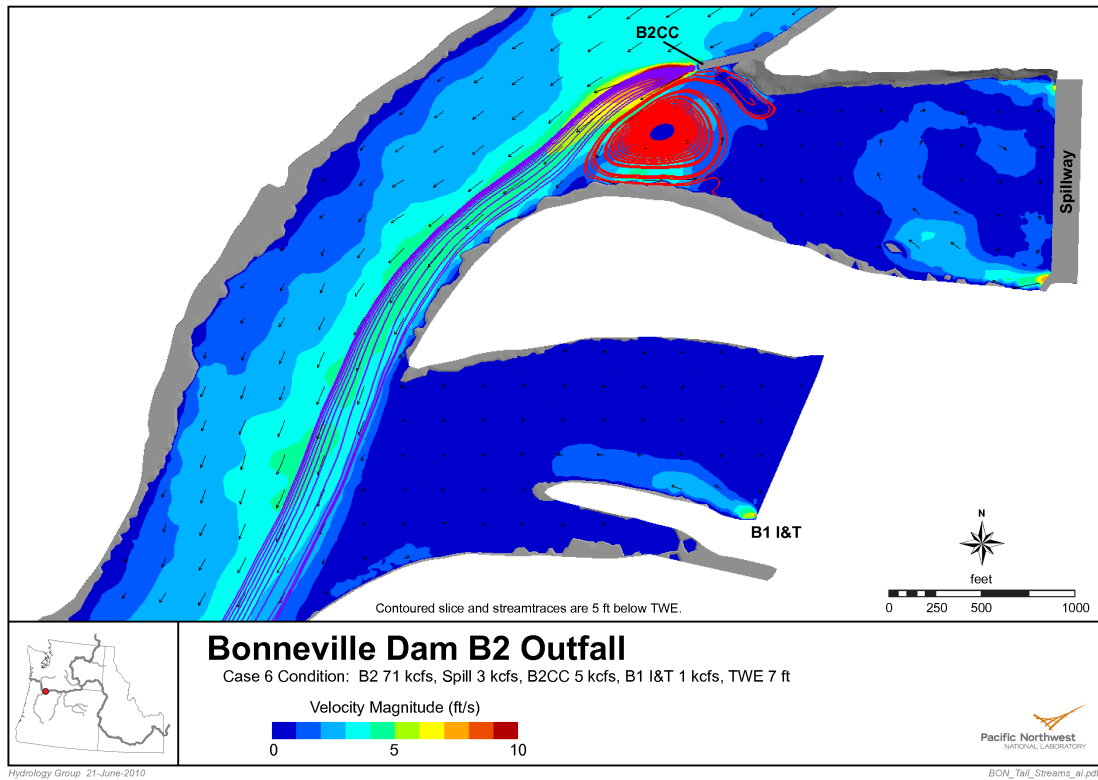 B2CC
Spillway
B1 I&T
N
feet
0 250 500 1000
Contoured slice and streamtraces are 5 ft below TWE.
Bonneville Dam B2 Outfall
Case 6 Condition: B2 71 kcfs, Spill 3 kcfs, B2CC 5 kcfs, B1 I&T 1 kcfs, TWE 7 ft
Velocity Magnitude (ft/s)
0 5 10
Pacific Northwest
NATIONAL LABORATORY
Hydrology Group 21-June-2010
BON_Tail_Streams_ai.pdf